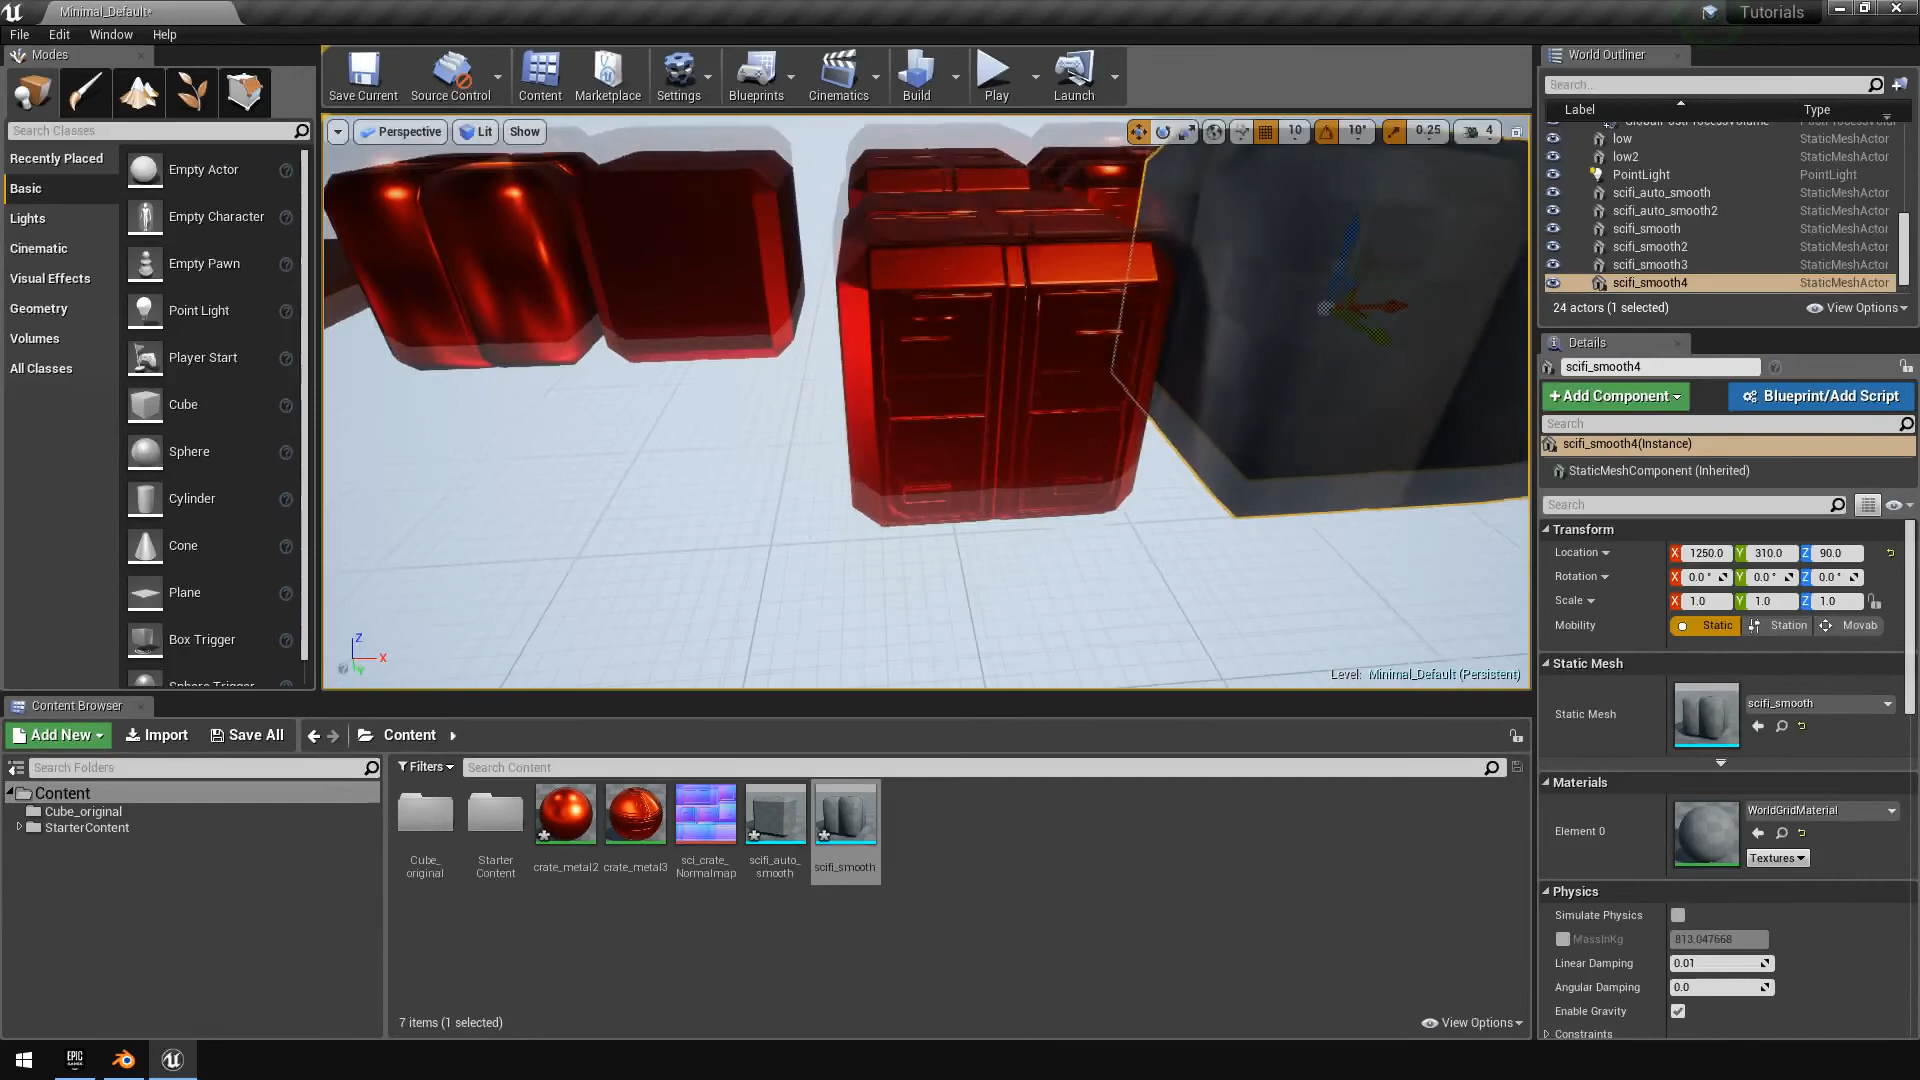 Minimal_Default*
Tutorials
File Edit Window Help
Modes
Search Classes
Recently Placed
Basic
Lights
Cinematic
Visual Effects
Geometry
Volumes
All Classes
Empty Actor
Empty Character
Empty Pawn
Point Light
Player Start
Cube
Sphere
Cylinder
Cone
Plane
Box Trigger
Sphere Trigger
Save Current
Source Control
Content
Marketplace
Settings
Blueprints
Cinematics
Build
Play
Launch
Perspective Lit Show
10 10° 0.25 4
Z
X
Y
Level: Minimal_Default (Persistent)
World Outliner
Search...
Label Type
GlobalPostProcessVolume
low StaticMeshActor
low2 StaticMeshActor
PointLight PointLight
scifi_auto_smooth StaticMeshActor
scifi_auto_smooth2 StaticMeshActor
scifi_smooth StaticMeshActor
scifi_smooth2 StaticMeshActor
scifi_smooth3 StaticMeshActor
scifi_smooth4 StaticMeshActor
24 actors (1 selected) View Options
Details
scifi_smooth4
+Add Component Blueprint/Add Script
Search
scifi_smooth4(Instance)
StaticMeshComponent (Inherited)
Search
Transform
Location X 1250.0 Y 310.0 Z 90.0
Rotation X 0.0 ° Y 0.0 ° Z 0.0 °
Scale X 1.0 Y 1.0 Z 1.0
Mobility Static Station Movab
Static Mesh
Static Mesh scifi_smooth
Materials
Element 0 WorldGridMaterial
Textures
Physics
Simulate Physics
MassInKg 813.047668
Linear Damping 0.01
Angular Damping 0.0
Enable Gravity
Constraints
Content Browser
Add New Import Save All Content
Search Folders
Content
Cube_original
StarterContent
Filters Search Content
Cube_
original
Starter
Content
crate_metal2
crate_metal3
sci_crate_
Normalmap
scifi_auto_
smooth
scifi_smooth
7 items (1 selected) View Options
EPIC
GAMES